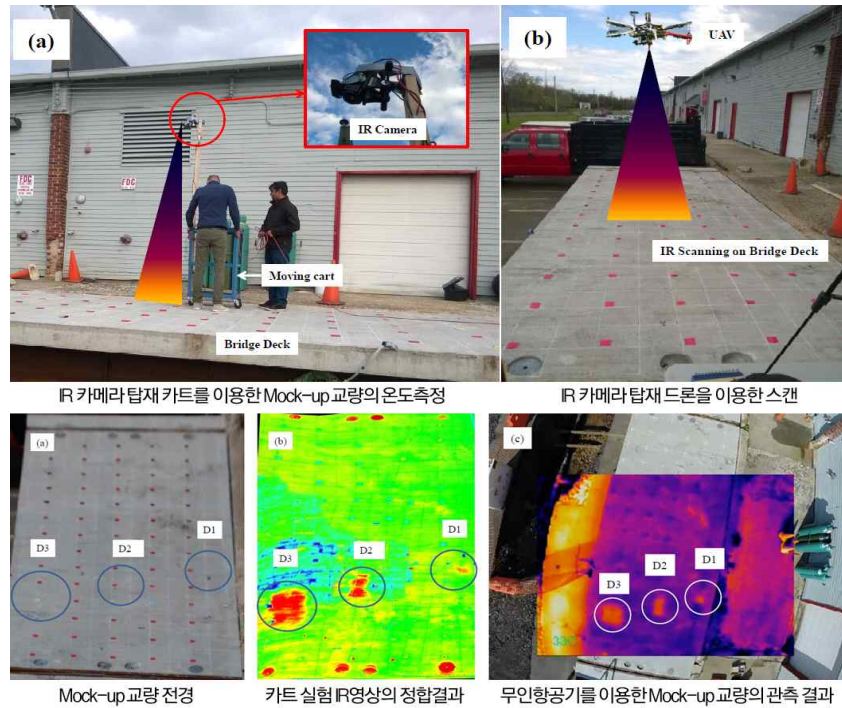 (a)
IR Camera
FDC
FDC
Moving cart
Bridge Deck
(b)
UAV
IR Scanning on Bridge Deck
IR 카메라 탑재 카트를 이용한 Mock-up 교량의 온도측정
IR 카메라 탑재 드론을 이용한 스캔
(a)
D3
D2
D1
(b)
D3
D2
D1
(c)
D3
D2
D1
Mock-up 교량 전경
카트 실험 IR영상의 정합결과
무인항공기를 이용한 Mock-up 교량의 관측 결과